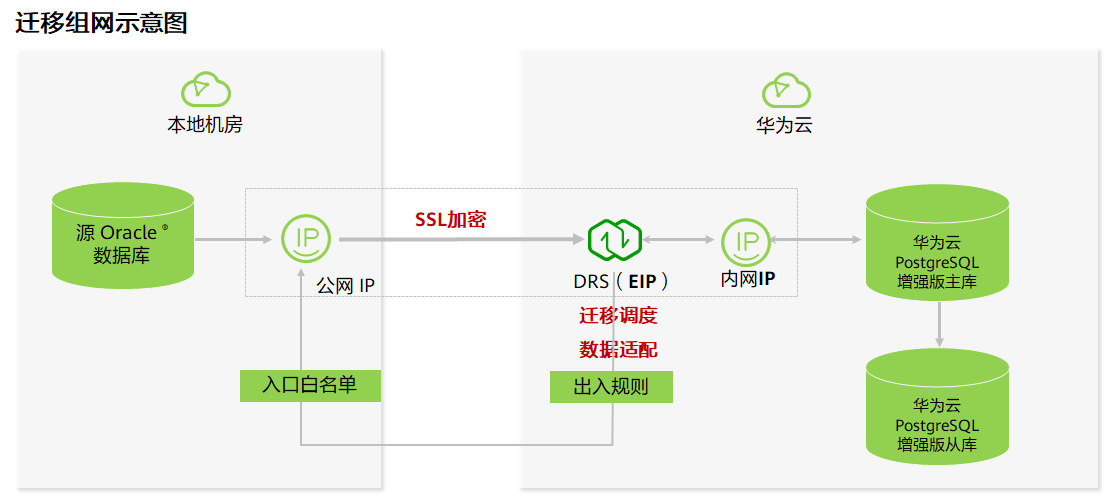 迁移组网示意图
本地机房
华为云
源 Oracle ®
数据库
公网 IP
SSL加密
DRS（ EIP ）
迁移调度
数据适配
内网IP
华为云
PostgreSQL
增强版主库
入口白名单
出入规则
华为云
PostgreSQL
增强版从库
IP
IP